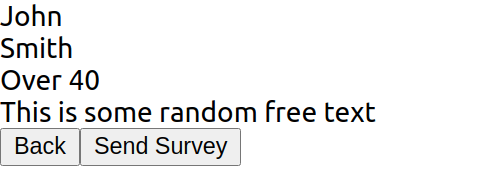 John
Smith
Over 40
This is some random free text
Back Send Survey